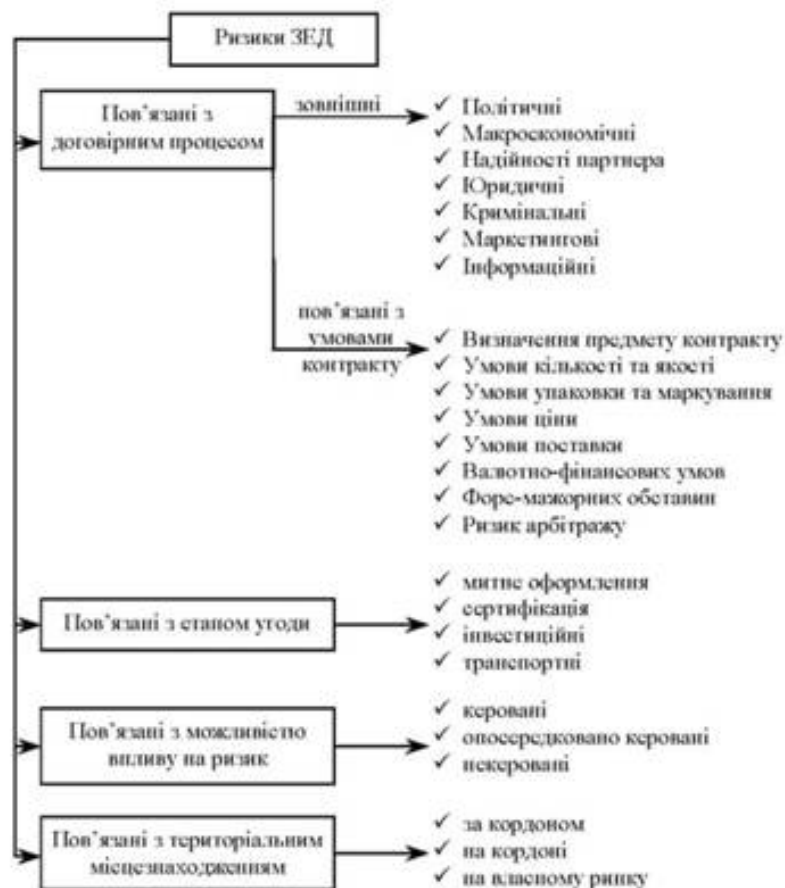 Ризики ЗЕД
Пов’язані з
договірним процесом
зовнішні
✓ Політичні
✓ Макроекономічні
✓ Надійності партнера
✓ Юридичні
✓ Кримінальні
✓ Маркетингові
✓ Інформаційні
пов’язані з
умовами
контракту
✓ Визначення предмету контракту
✓ Умови кількості та якості
✓ Умови упаковки та маркування
✓ Умови ціни
✓ Умови поставки
✓ Валютно-фінансових умов
✓ Форс-мажорних обставин
✓ Ризик арбітражу
Пов’язані з етапом угоди
✓ митне оформлення
✓ сертифікація
✓ інвестиційні
✓ транспортні
Пов’язані з можливістю
впливу на ризик
✓ керовані
✓ опосередковано керовані
✓ некеровані
Пов’язані з територіальним
місцезнаходженням
✓ за кордоном
✓ на кордоні
✓ на власному ринку